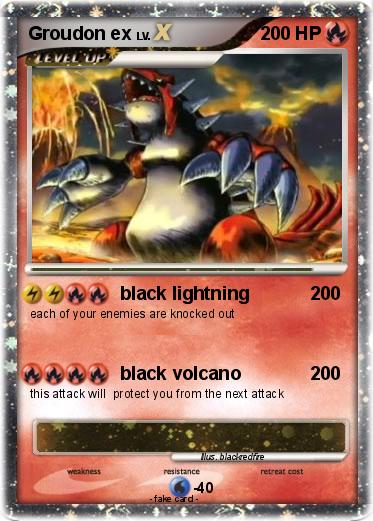 Groudon ex LV. X 200 HP
LEVEL UP
black lightning 200
each of your enemies are knocked out
black volcano 200
this attack will protect you from the next attack
Illus. blackredfire
weakness resistance retreat cost
-40
- fake card -